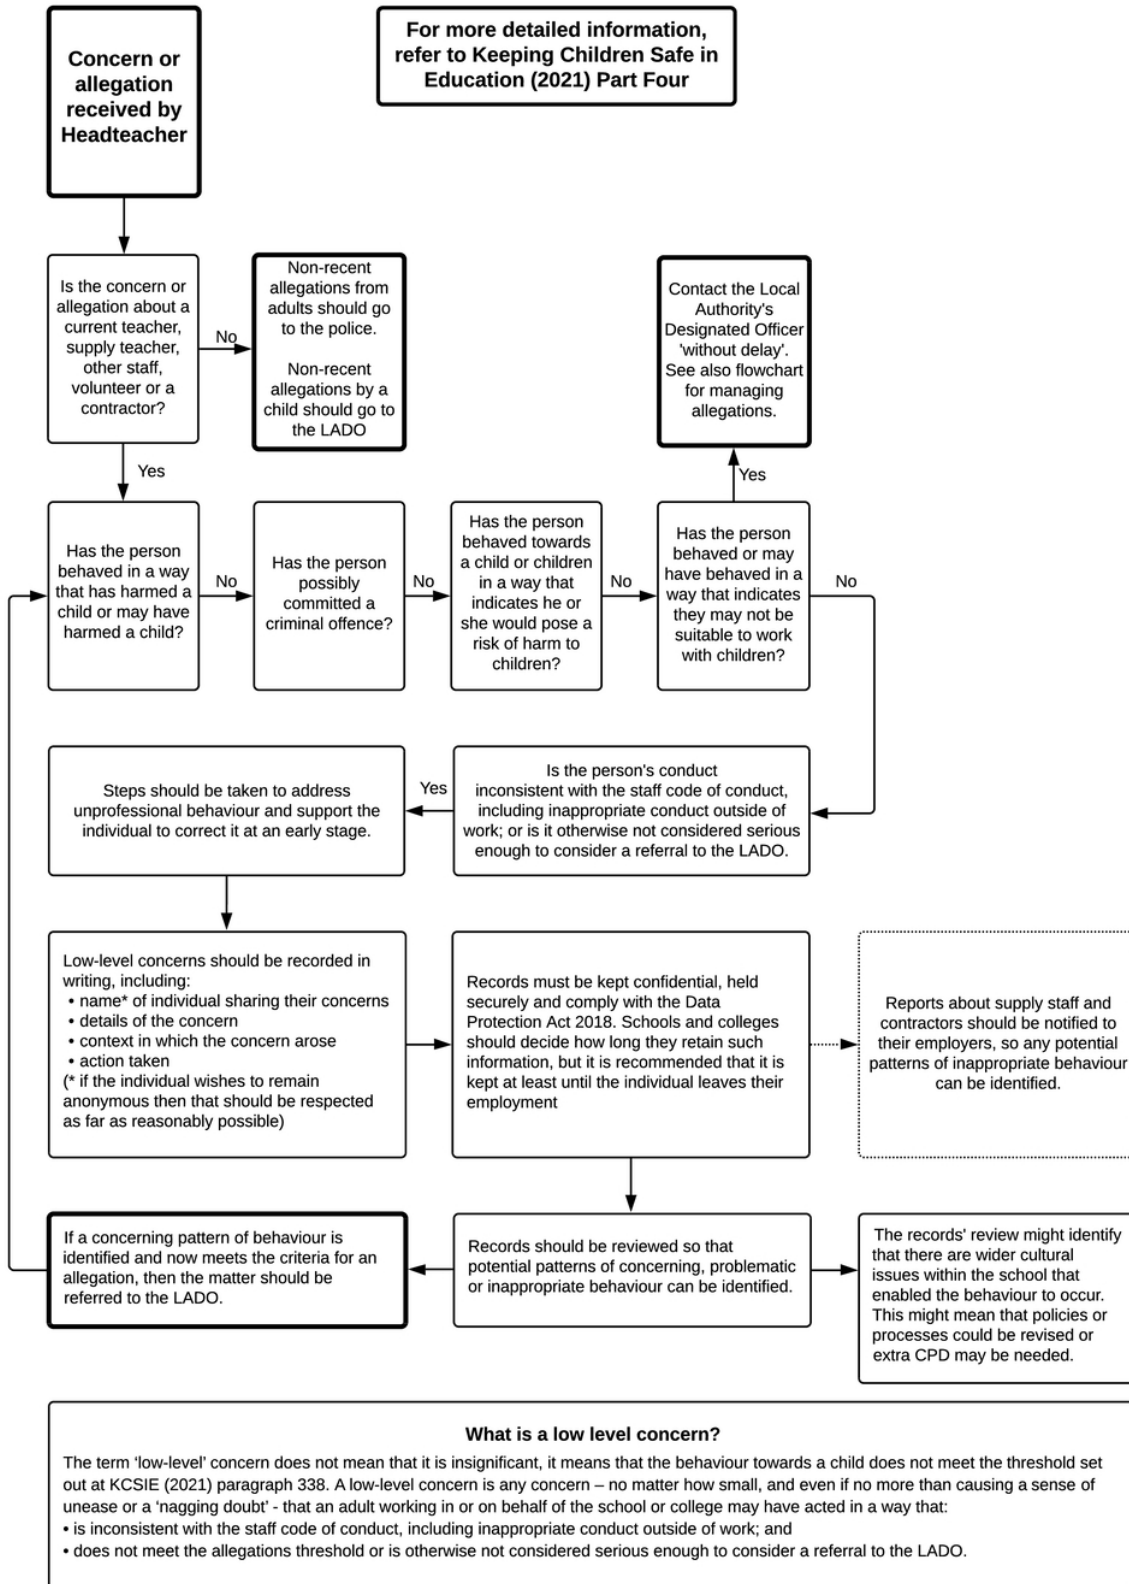 Concern or
allegation
received by
Headteacher
For more detailed information,
refer to Keeping Children Safe in
Education (2021) Part Four
Is the concern or
allegation about a
current teacher,
supply teacher,
other staff,
volunteer or a
contractor?
No
Non-recent
allegations from
adults should go
to the police.
Non-recent
allegations by a
child should go to
the LADO
Contact the Local
Authority's
Designated Officer
'without delay'.
See also flowchart
for managing
allegations.
Yes
Yes
Has the person
behaved in a way
that has harmed a
child or may have
harmed a child?
No
Has the person
possibly
committed a
criminal offence?
No
Has the person
behaved towards
a child or children
in a way that
indicates he or
she would pose a
risk of harm to
children?
No
Has the person
behaved or may
have behaved in a
way that indicates
they may not be
suitable to work
with children?
No
Steps should be taken to address
unprofessional behaviour and support the
individual to correct it at an early stage.
Yes
Is the person's conduct
inconsistent with the staff code of conduct,
including inappropriate conduct outside of
work; or is it otherwise not considered serious
enough to consider a referral to the LADO.
Low-level concerns should be recorded in
writing, including:
• name* of individual sharing their concerns
• details of the concern
• context in which the concern arose
• action taken
(* if the individual wishes to remain
anonymous then that should be respected
as far as reasonably possible)
Records must be kept confidential, held
securely and comply with the Data
Protection Act 2018. Schools and colleges
should decide how long they retain such
information, but it is recommended that it is
kept at least until the individual leaves their
employment
Reports about supply staff and
contractors should be notified to
their employers, so any potential
patterns of inappropriate behaviour
can be identified.
If a concerning pattern of behaviour is
identified and now meets the criteria for an
allegation, then the matter should be
referred to the LADO.
Records should be reviewed so that
potential patterns of concerning, problematic
or inappropriate behaviour can be identified.
The records' review might identify
that there are wider cultural
issues within the school that
enabled the behaviour to occur.
This might mean that policies or
processes could be revised or
extra CPD may be needed.
What is a low level concern?
The term ‘low-level’ concern does not mean that it is insignificant, it means that the behaviour towards a child does not meet the threshold set
out at KCSIE (2021) paragraph 338. A low-level concern is any concern – no matter how small, and even if no more than causing a sense of
unease or a ‘nagging doubt’ - that an adult working in or on behalf of the school or college may have acted in a way that:
• is inconsistent with the staff code of conduct, including inappropriate conduct outside of work; and
• does not meet the allegations threshold or is otherwise not considered serious enough to consider a referral to the LADO.